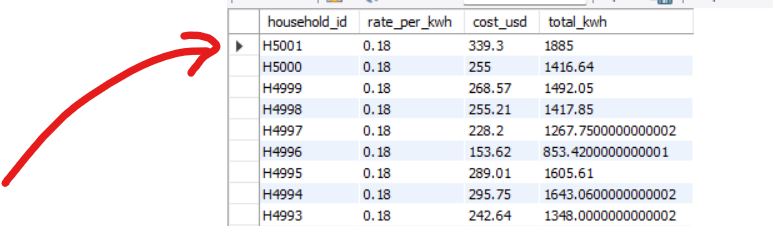 household_id rate_per_kwh cost_usd total_kwh
H5001 0.18 339.3 1885
H5000 0.18 255 1416.64
H4999 0.18 268.57 1492.05
H4998 0.18 255.21 1417.85
H4997 0.18 228.2 1267.7500000000002
H4996 0.18 153.62 853.4200000000001
H4995 0.18 289.01 1605.61
H4994 0.18 295.75 1643.0600000000002
H4993 0.18 242.64 1348.0000000000002